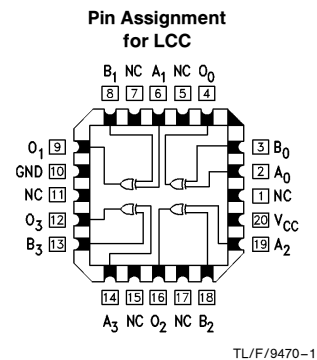 Pin Assignment
for LCC
B1 NC A1 NC O0
8 7 6 5 4
O1 9 3 B0
GND 10 2 A0
NC 11 1 NC
O3 12 20 VCC
B3 13 19 A2
14 15 16 17 18
A3 NC O2 NC B2
TL/F/9470–1